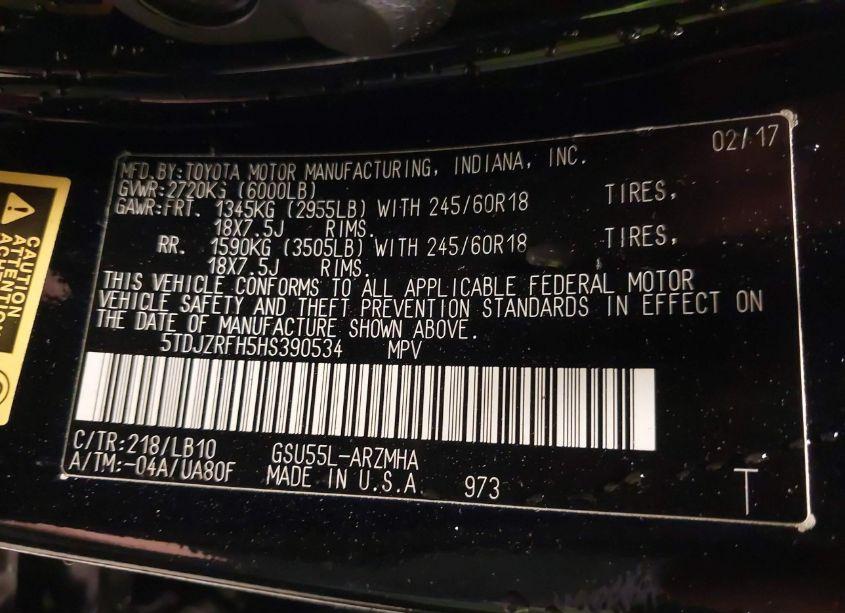 02/17
MFD.BY:TOYOTA MOTOR MANUFACTURING, INDIANA, INC.
GVWR:2720KG (6000LB)
GAWR:FRT. 1345KG (2955LB) WITH 245/60R18 TIRES,
18X7.5J RIMS.
RR. 1590KG (3505LB) WITH 245/60R18 TIRES,
18X7.5J RIMS.
THIS VEHICLE CONFORMS TO ALL APPLICABLE FEDERAL MOTOR
VEHICLE SAFETY AND THEFT PREVENTION STANDARDS IN EFFECT ON
THE DATE OF MANUFACTURE SHOWN ABOVE.
5TDJZRFH5HS390534 MPV
C/TR:218/LB10 GSU55L-ARZMHA
A/TM:-04A/UA80F MADE IN U.S.A 973
T
CAUTION
ATTENTION